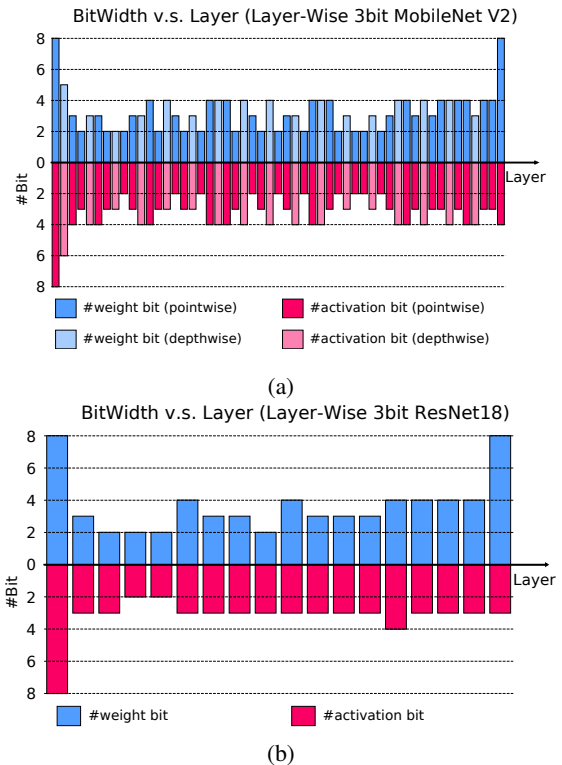 BitWidth v.s. Layer (Layer-Wise 3bit MobileNet V2)
8
6
4
2
0
2
4
6
8
#Bit
Layer
#weight bit (pointwise) #activation bit (pointwise)
#weight bit (depthwise) #activation bit (depthwise)
(a)
BitWidth v.s. Layer (Layer-Wise 3bit ResNet18)
8
6
4
2
0
2
4
6
8
#Bit
Layer
#weight bit #activation bit
(b)